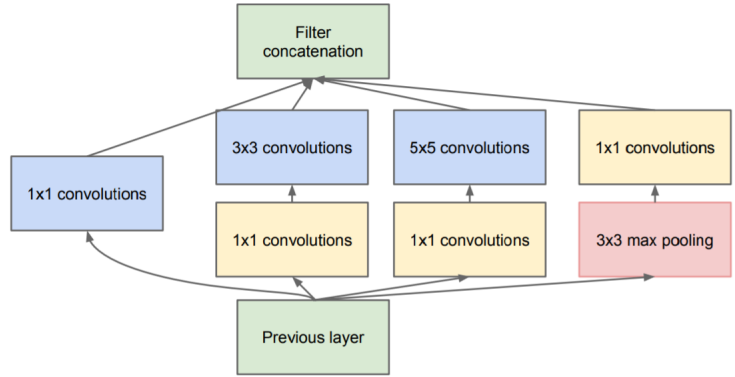 Filter
concatenation
3x3 convolutions
5x5 convolutions
1x1 convolutions
1x1 convolutions
1x1 convolutions
1x1 convolutions
3x3 max pooling
Previous layer